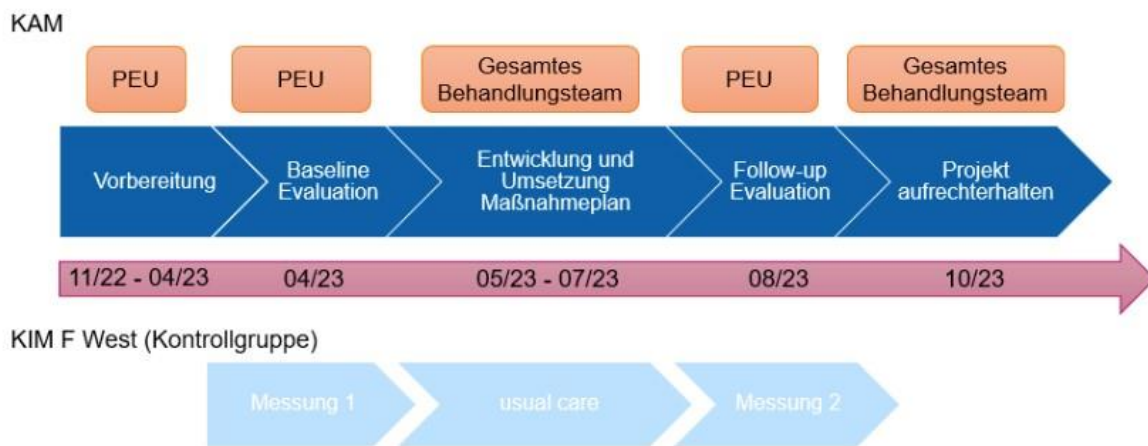 KAM
PEU
PEU
Gesamtes
Behandlungsteam
PEU
Gesamtes
Behandlungsteam
Vorbereitung
Baseline
Evaluation
Entwicklung und
Umsetzung
Maßnahmeplan
Follow-up
Evaluation
Projekt
aufrechterhalten
11/22 - 04/23
04/23
05/23 - 07/23
08/23
10/23
KIM F West (Kontrollgruppe)
Messung 1
usual care
Messung 2